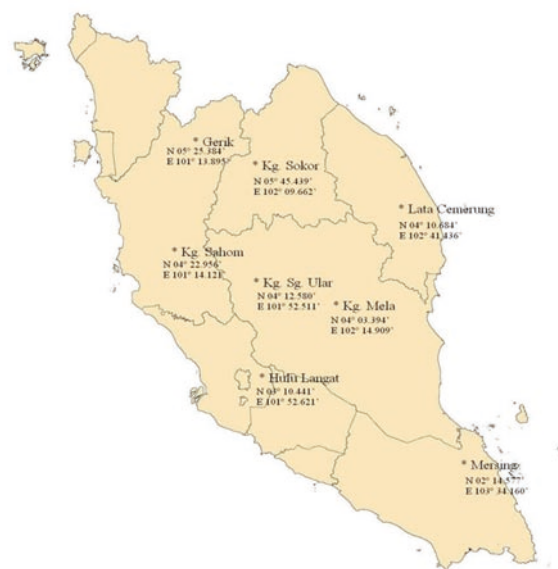 * Gerik
N 05° 25.384'
E 101° 13.895'
* Kg. Sokor
N 05° 45.439'
E 102° 09.662'
* Lata Cemerung
N 04° 10.684'
E 102° 41.436'
* Kg. Sahom
N 04° 22.956'
E 101° 14.121'
* Kg. Sg. Ular
N 04° 12.580'
E 101° 52.511'
* Kg. Mela
N 04° 03.394'
E 102° 14.909'
* Hulu Langat
N 03° 10.441'
E 101° 52.621'
* Mersing
N 02° 14.577'
E 103° 34.160'